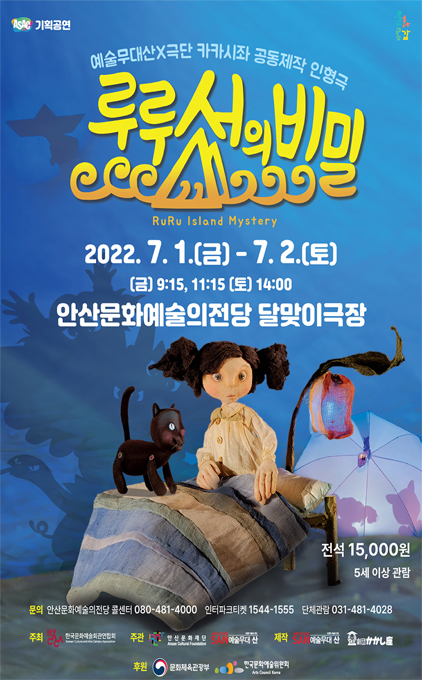 ASAC 기획공연
예술무대산X극단 카카시좌 공동제작 인형극
루루섬의 비밀
RuRu Island Mystery
2022. 7. 1.(금) - 7. 2.(토)
(금) 9:15, 11:15 (토) 14:00
안산문화예술의전당 달맞이극장
전석 15,000원
5세 이상 관람
문의 안산문화예술의전당 콜센터 080-481-4000 인터파크티켓 1544-1555 단체관람 031-481-4028
주최 한국문화예술회관연합회 주관 안산문화재단 예술무대 산 제작 예술무대 산 かかし座
후원 문화체육관광부 한국문화예술위원회
Arts Council Korea